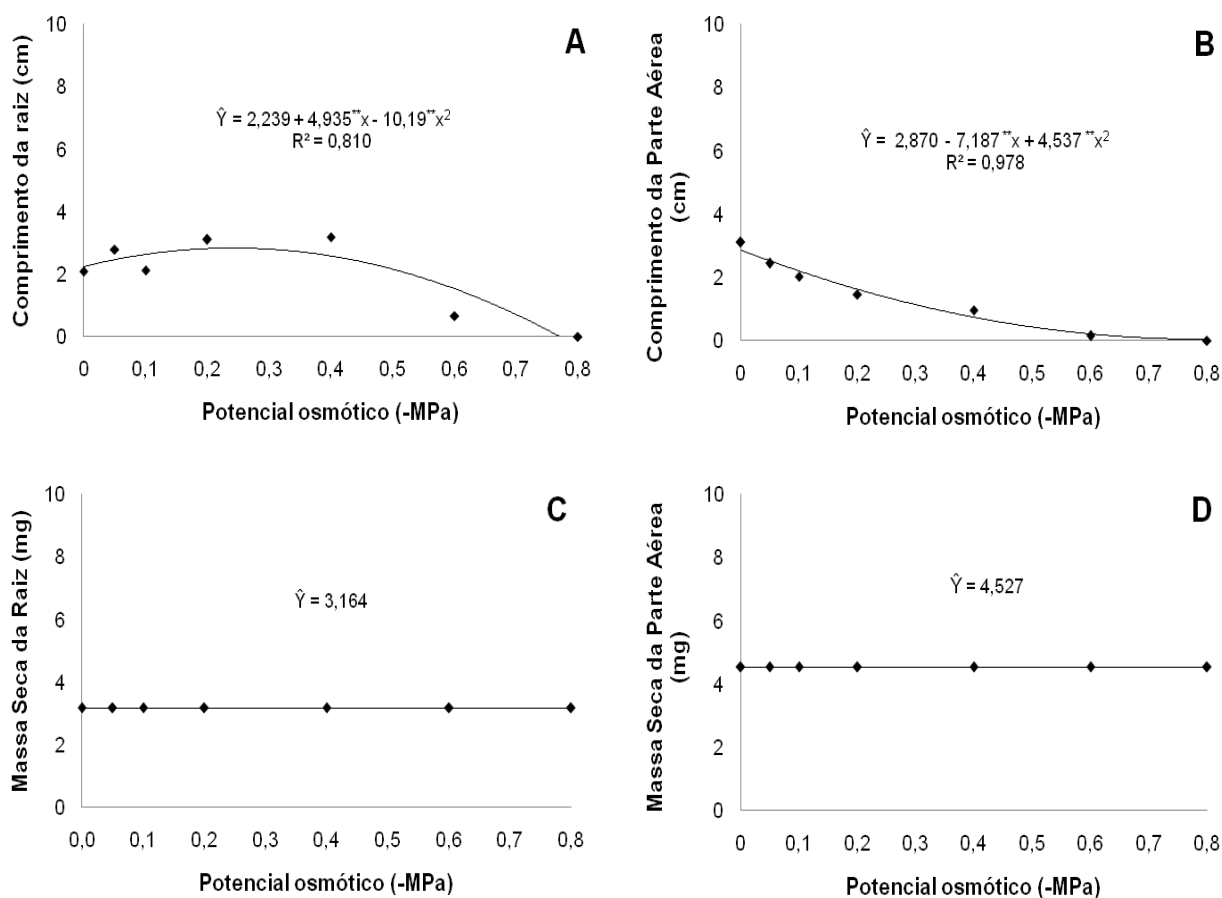 A
Comprimento da raiz (cm)
10
8
6
4
2
0
Ŷ = 2,239 + 4,935**x - 10,19**x²
R² = 0,810
0 0,1 0,2 0,3 0,4 0,5 0,6 0,7 0,8
Potencial osmótico (-MPa)
B
Comprimento da Parte Aérea
(cm)
10
8
6
4
2
0
Ŷ = 2,870 - 7,187 **x + 4,537 **x²
R² = 0,978
0 0,1 0,2 0,3 0,4 0,5 0,6 0,7 0,8
Potencial osmótico (-MPa)
C
Massa Seca da Raiz (mg)
10
8
6
4
2
0
Ŷ = 3,164
0,0 0,1 0,2 0,3 0,4 0,5 0,6 0,7 0,8
Potencial osmótico (-MPa)
D
Massa Seca da Parte Aérea
(mg)
10
8
6
4
2
0
Ŷ = 4,527
0 0,1 0,2 0,3 0,4 0,5 0,6 0,7 0,8
Potencial osmótico (-MPa)